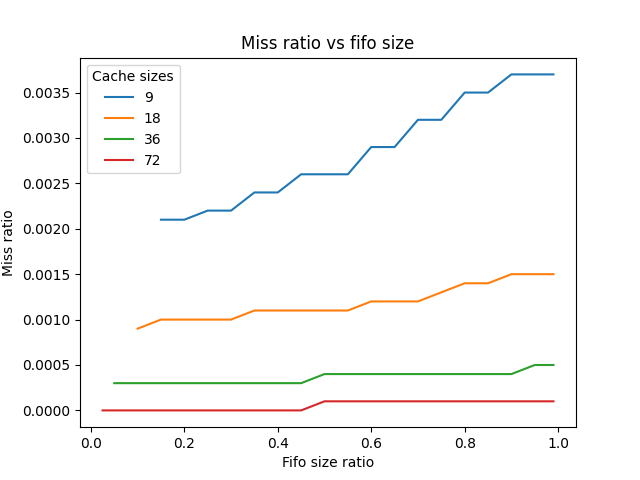 Miss ratio vs fifo size
Cache sizes
9
18
36
72
Miss ratio
0.0035
0.0030
0.0025
0.0020
0.0015
0.0010
0.0005
0.0000
0.0 0.2 0.4 0.6 0.8 1.0
Fifo size ratio